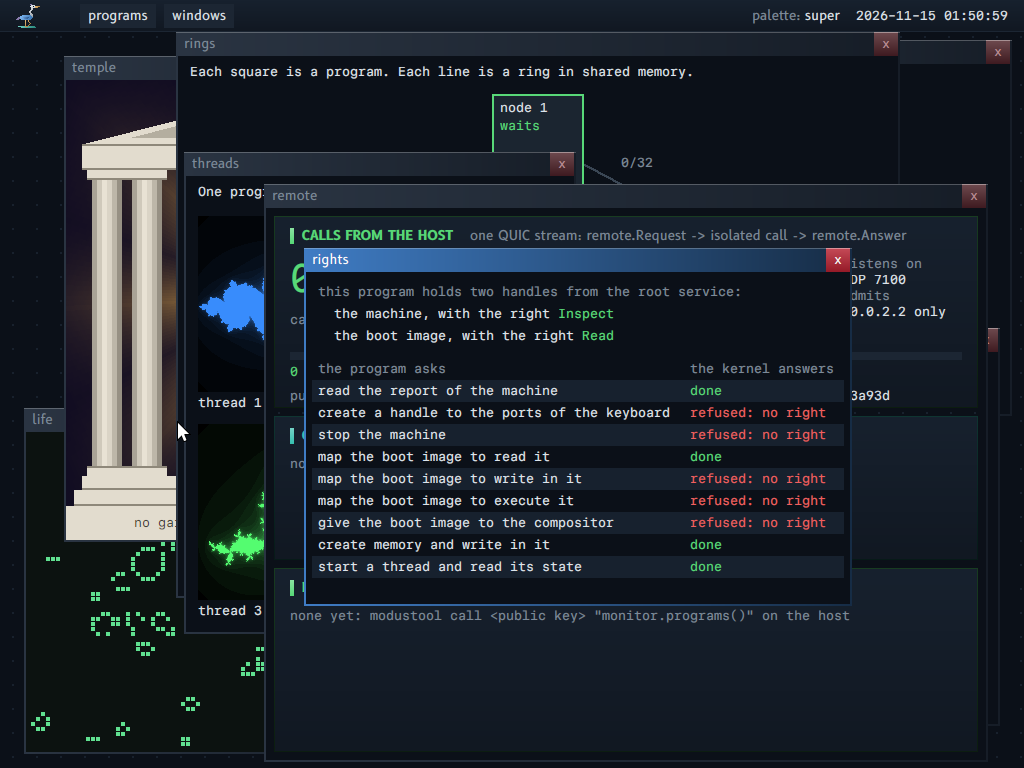 programs windows palette: super 2026-11-15 01:50:59
rings x
x
Each square is a program. Each line is a ring in shared memory.
temple
node 1
waits
0/32
threads x
One prog
remote x
CALLS FROM THE HOST one QUIC stream: remote.Request -> isolated call -> remote.Answer
rights x
this program holds two handles from the root service:
the machine, with the right Inspect
the boot image, with the right Read
the program asks the kernel answers
read the report of the machine done
create a handle to the ports of the keyboard refused: no right
stop the machine refused: no right
map the boot image to read it done
map the boot image to write in it refused: no right
map the boot image to execute it refused: no right
give the boot image to the compositor refused: no right
create memory and write in it done
start a thread and read its state done
istens on
DP 7100
dmits
0.0.2.2 only
0
3a93d
thread 1
life
no ga
thread 3
none yet: modustool call <public key> "monitor.programs()" on the host